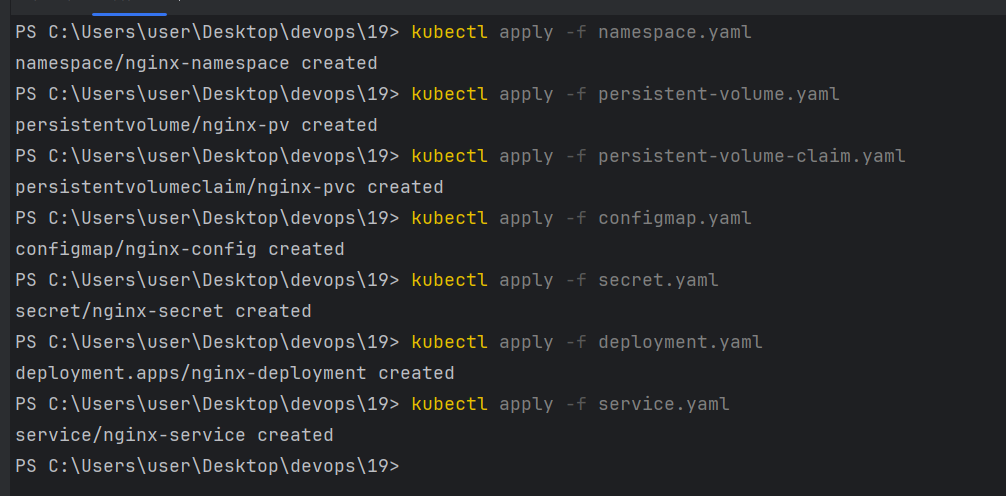 PS C:\Users\user\Desktop\devops\19> kubectl apply -f namespace.yaml
namespace/nginx-namespace created
PS C:\Users\user\Desktop\devops\19> kubectl apply -f persistent-volume.yaml
persistentvolume/nginx-pv created
PS C:\Users\user\Desktop\devops\19> kubectl apply -f persistent-volume-claim.yaml
persistentvolumeclaim/nginx-pvc created
PS C:\Users\user\Desktop\devops\19> kubectl apply -f configmap.yaml
configmap/nginx-config created
PS C:\Users\user\Desktop\devops\19> kubectl apply -f secret.yaml
secret/nginx-secret created
PS C:\Users\user\Desktop\devops\19> kubectl apply -f deployment.yaml
deployment.apps/nginx-deployment created
PS C:\Users\user\Desktop\devops\19> kubectl apply -f service.yaml
service/nginx-service created
PS C:\Users\user\Desktop\devops\19>